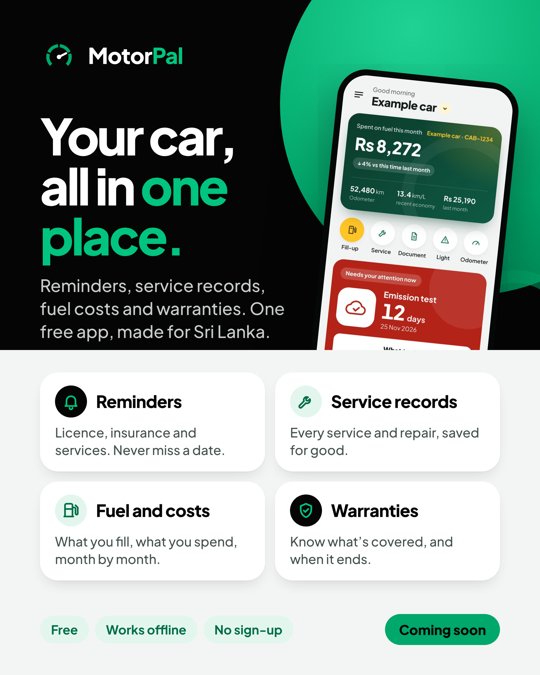 MotorPal
Your car,
all in one
place.
Reminders, service records,
fuel costs and warranties. One
free app, made for Sri Lanka.
Good morning
Example car
Spent on fuel this month
Example car · CAB-1234
Rs 8,272
↓ 4% vs this time last month
52,480 km
Odometer
13.4 km/L
recent economy
Rs 25,190
last month
Fill-up
Service
Document
Light
Odometer
Needs your attention now
Emission test
12 days
25 Nov 2026
Reminders
Licence, insurance and
services. Never miss a date.
Service records
Every service and repair, saved
for good.
Fuel and costs
What you fill, what you spend,
month by month.
Warranties
Know what's covered, and
when it ends.
Free
Works offline
No sign-up
Coming soon